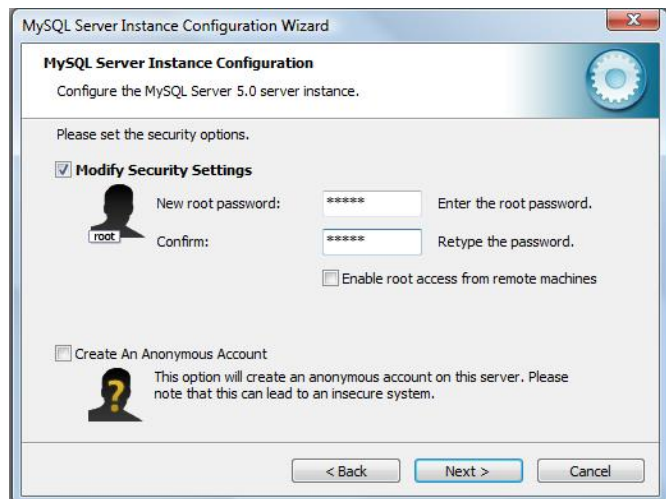 MySQL Server Instance Configuration Wizard
MySQL Server Instance Configuration
Configure the MySQL Server 5.0 server instance.
Please set the security options.
Modify Security Settings
New root password: ***** Enter the root password.
root
Confirm: ***** Retype the password.
Enable root access from remote machines
Create An Anonymous Account
This option will create an anonymous account on this server. Please
note that this can lead to an insecure system.
< Back Next > Cancel